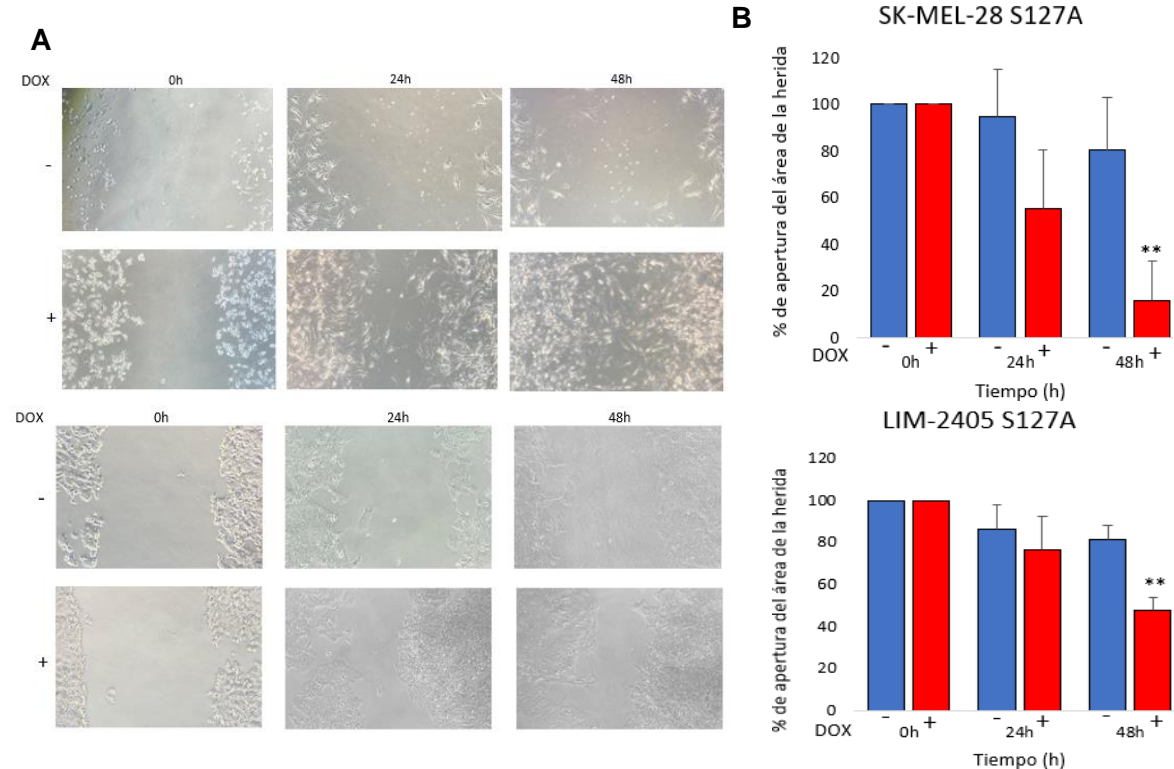 A
DOX 0h 24h 48h
-
+
DOX 0h 24h 48h
-
+
B
SK-MEL-28 S127A
% de apertura del área de la herida
120
100
80
60
40
20
0
**
DOX - + - + - +
0h 24h 48h
Tiempo (h)
LIM-2405 S127A
% de apertura del área de la herida
120
100
80
60
40
20
0
**
DOX - + - + - +
0h 24h 48h
Tiempo (h)